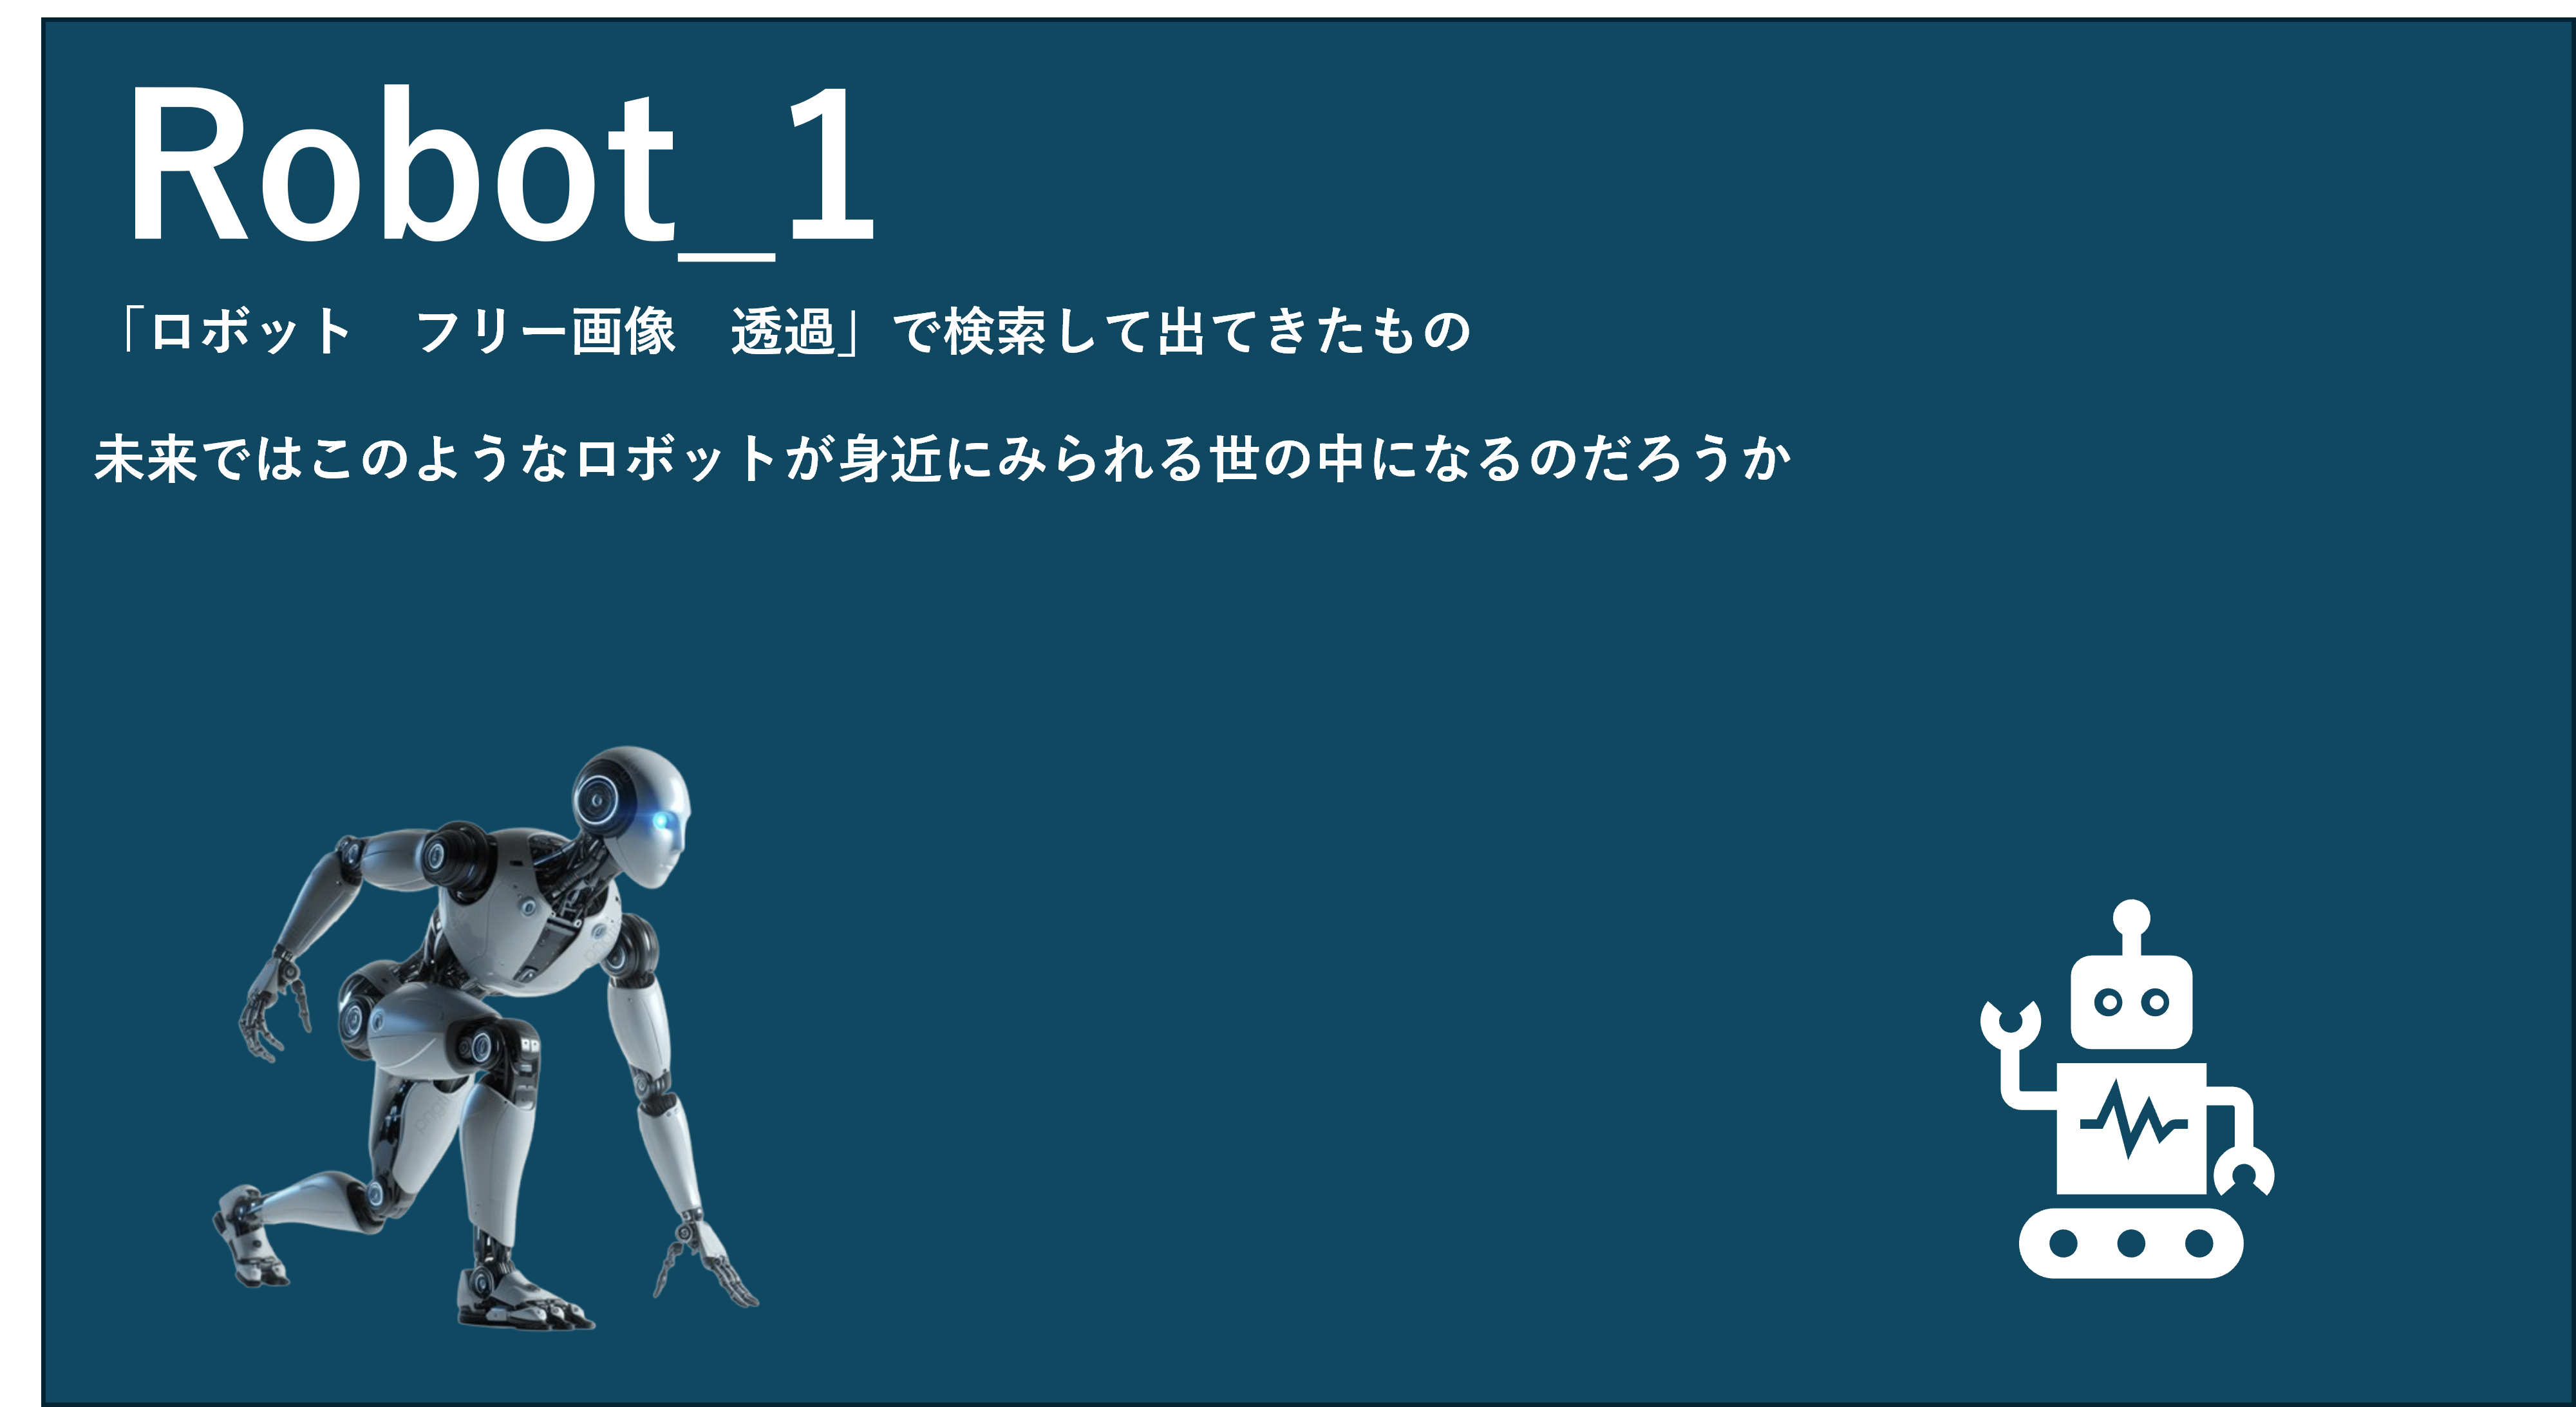 Robot_1
「ロボット　フリー画像　透過」で検索して出てきたもの
未来ではこのようなロボットが身近にみられる世の中になるのだろうか